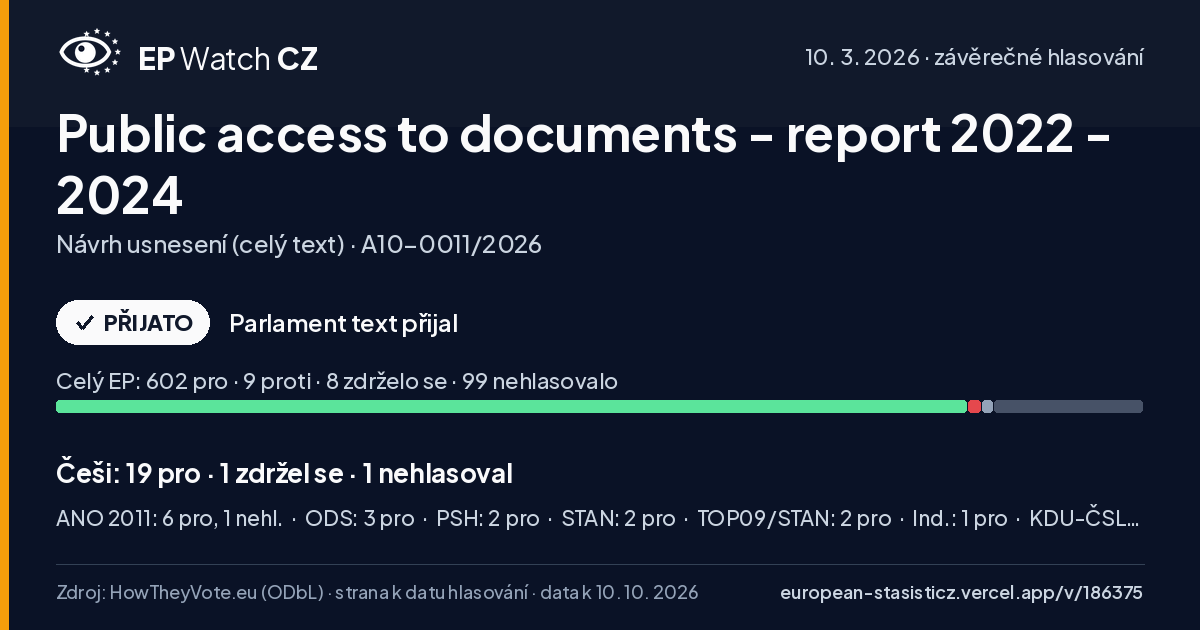 EP Watch CZ
10. 3. 2026 · závěrečné hlasování
Public access to documents – report 2022 –
2024
Návrh usnesení (celý text) · A10–0011/2026
✓ PŘIJATO
Parlament text přijal
Celý EP: 602 pro · 9 proti · 8 zdrželo se · 99 nehlasovalo
Češi: 19 pro · 1 zdržel se · 1 nehlasoval
ANO 2011: 6 pro, 1 nehl. · ODS: 3 pro · PSH: 2 pro · STAN: 2 pro · TOP09/STAN: 2 pro · Ind.: 1 pro · KDU-ČSL…
Zdroj: HowTheyVote.eu (ODbL) · strana k datu hlasování · data k 10. 10. 2026
european-stasisticz.vercel.app/v/186375